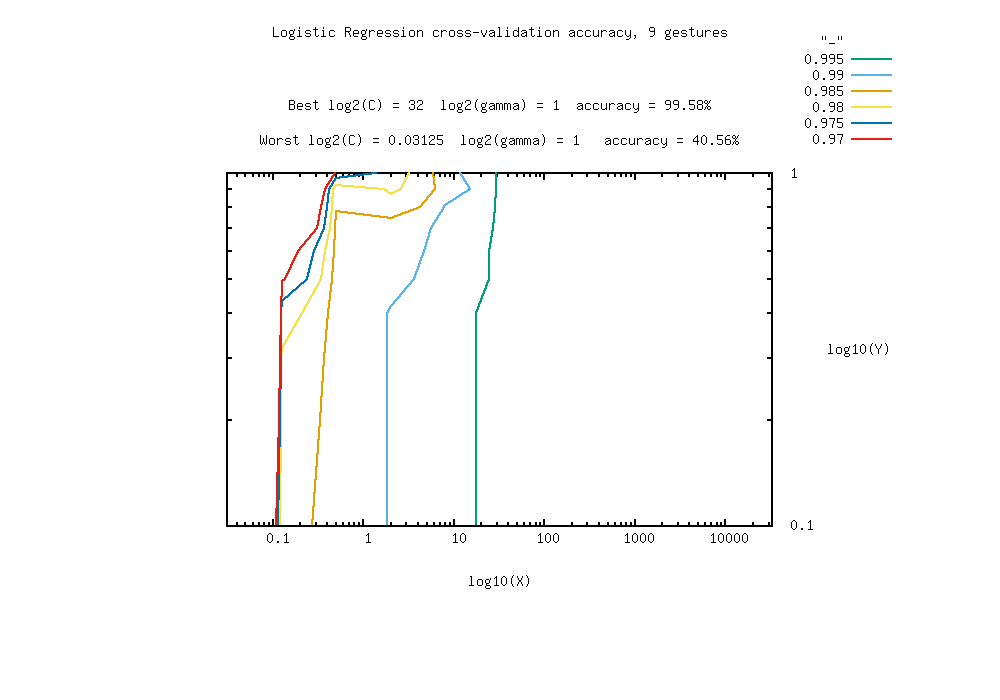 Logistic Regression cross-validation accuracy, 9 gestures
"_"
0.995
0.99
0.985
0.98
0.975
0.97
Best log2(C) = 32  log2(gamma) = 1  accuracy = 99.58%
Worst log2(C) = 0.03125  log2(gamma) = 1   accuracy = 40.56%
1
log10(Y)
0.1
0.1 1 10 100 1000 10000
log10(X)